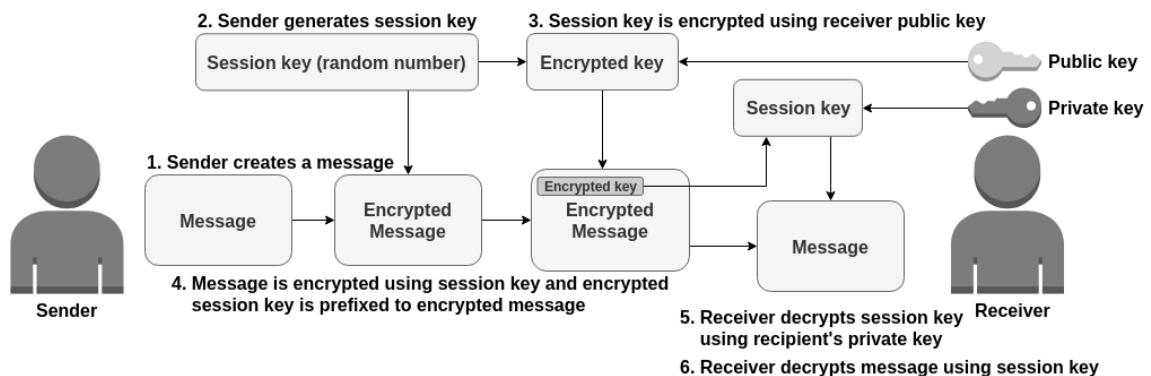 2. Sender generates session key
3. Session key is encrypted using receiver public key
Session key (random number)
Encrypted key
Public key
Session key
Private key
1. Sender creates a message
Message
Encrypted
Message
Encrypted key
Encrypted
Message
Message
4. Message is encrypted using session key and encrypted
session key is prefixed to encrypted message
Sender
Receiver
5. Receiver decrypts session key
using recipient's private key
6. Receiver decrypts message using session key